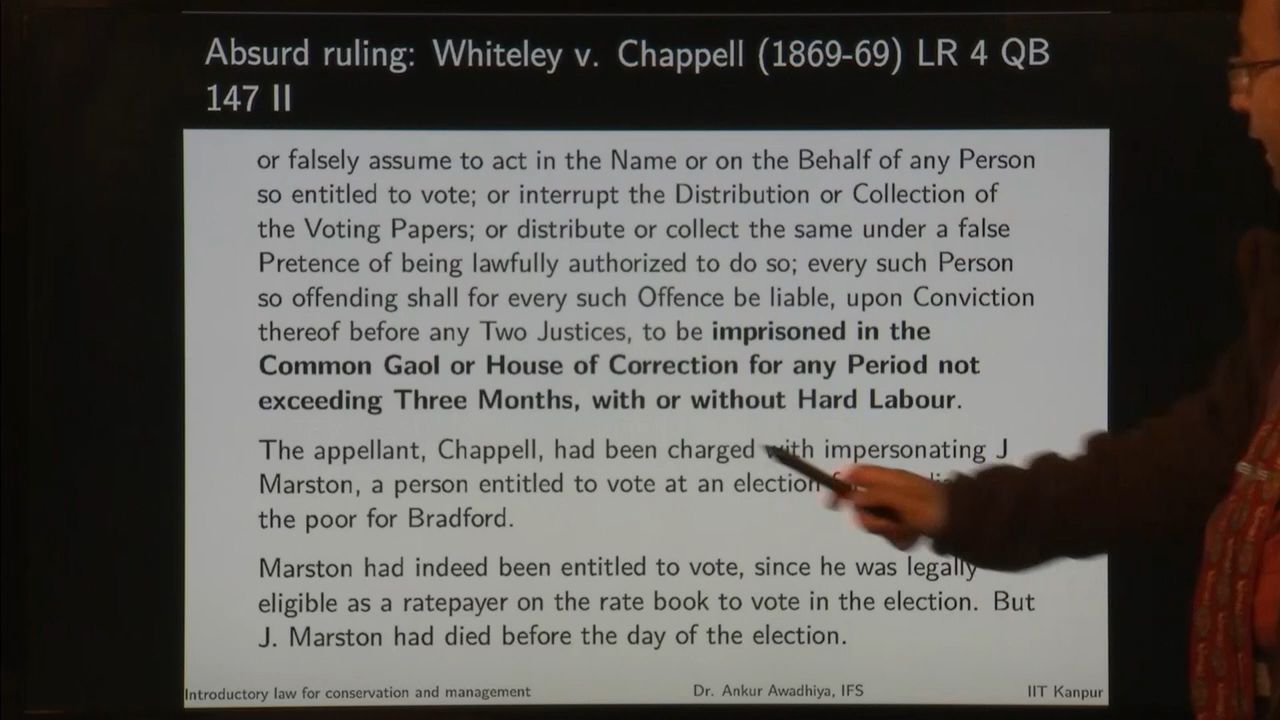 Absurd ruling: Whiteley v. Chappell (1869-69) LR 4 QB
147 II
or falsely assume to act in the Name or on the Behalf of any Person
so entitled to vote; or interrupt the Distribution or Collection of
the Voting Papers; or distribute or collect the same under a false
Pretence of being lawfully authorized to do so; every such Person
so offending shall for every such Offence be liable, upon Conviction
thereof before any Two Justices, to be imprisoned in the
Common Gaol or House of Correction for any Period not
exceeding Three Months, with or without Hard Labour.
The appellant, Chappell, had been charged with impersonating J
Marston, a person entitled to vote at an election
the poor for Bradford.
Marston had indeed been entitled to vote, since he was legally
eligible as a ratepayer on the rate book to vote in the election. But
J. Marston had died before the day of the election.
Introductory law for conservation and management Dr. Ankur Awadhiya, IFS IIT Kanpur